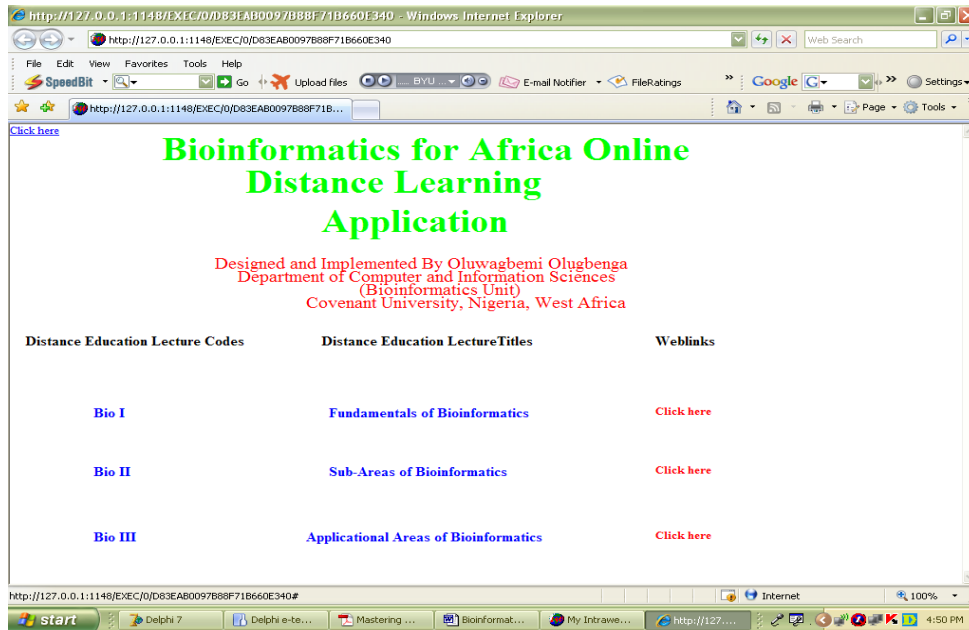 http://127.0.0.1:1148/EXEC/0/D83EAB0097B88F71B660E340 - Windows Internet Explorer
http://127.0.0.1:1148/EXEC/0/D83EAB0097B88F71B660E340 Web Search
File Edit View Favorites Tools Help
SpeedBit Go Upload files .... BYU ... E-mail Notifier FileRatings » Google G Settings
http://127.0.0.1:1148/EXEC/0/D83EAB0097B88F71B... Page Tools
Click here
Bioinformatics for Africa Online
Distance Learning
Application
Designed and Implemented By Oluwagbemi Olugbenga
Department of Computer and Information Sciences
(Bioinformatics Unit)
Covenant University, Nigeria, West Africa
Distance Education Lecture Codes Distance Education LectureTitles Weblinks
Bio I Fundamentals of Bioinformatics Click here
Bio II Sub-Areas of Bioinformatics Click here
Bio III Applicational Areas of Bioinformatics Click here
http://127.0.0.1:1148/EXEC/0/D83EAB0097B88F71B660E340# Internet 100%
start Delphi 7 Delphi e-te... Mastering ... Bioinformat... My Intrawe... http://127.... 4:50 PM